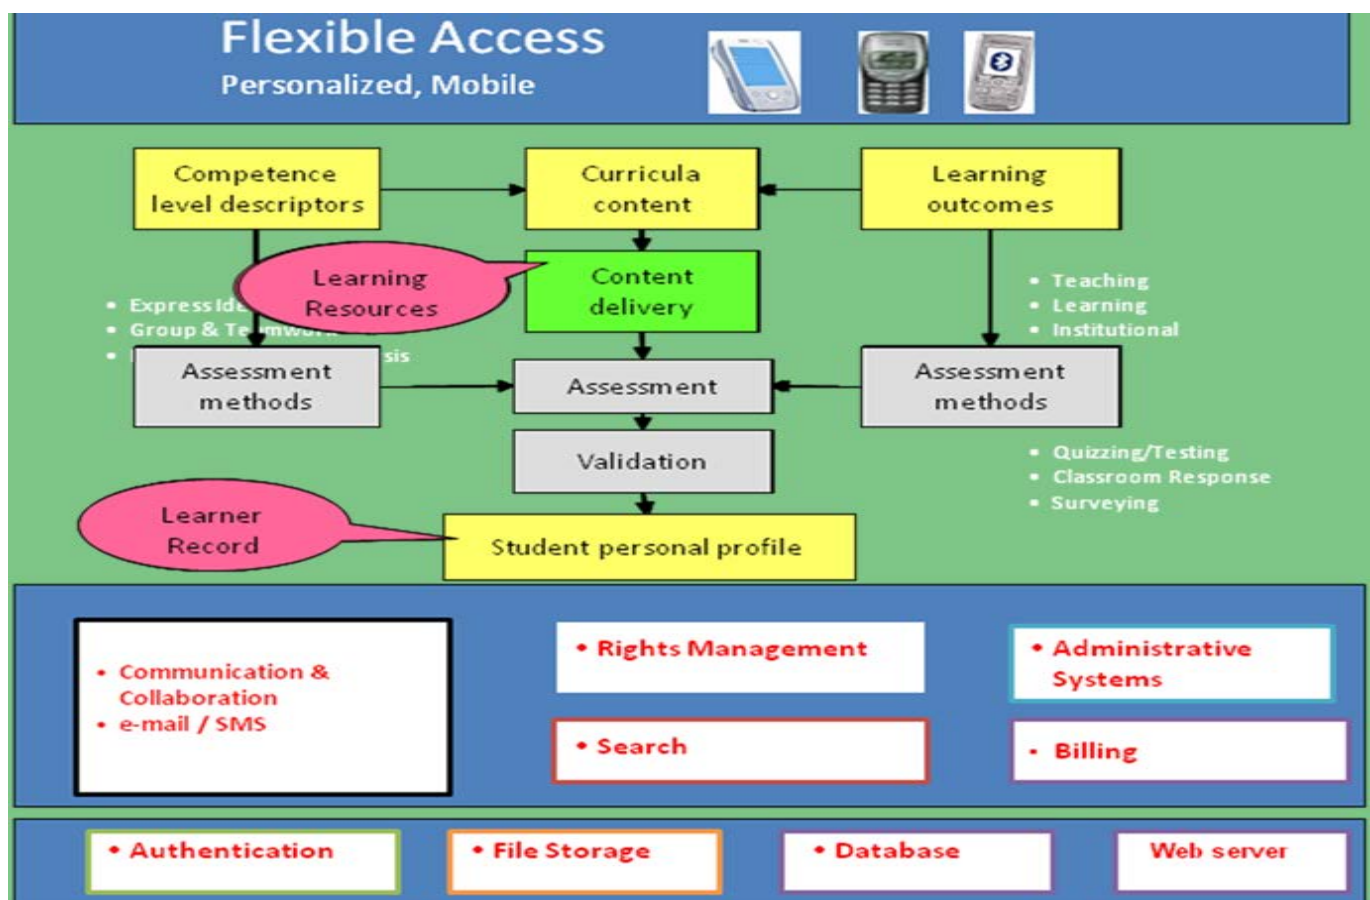 Flexible Access
Personalized, Mobile
Competence
level descriptors
Curricula
content
Learning
outcomes
Learning
Resources
Content
delivery
• Express
• Group &
•
sis
• Teaching
• Learning
• Institutional
Assessment
methods
Assessment
Assessment
methods
Validation
• Quizzing/Testing
• Classroom Response
• Surveying
Learner
Record
Student personal profile
• Communication &
Collaboration
• e-mail / SMS
• Rights Management
• Administrative
Systems
• Search
• Billing
• Authentication
• File Storage
• Database
Web server